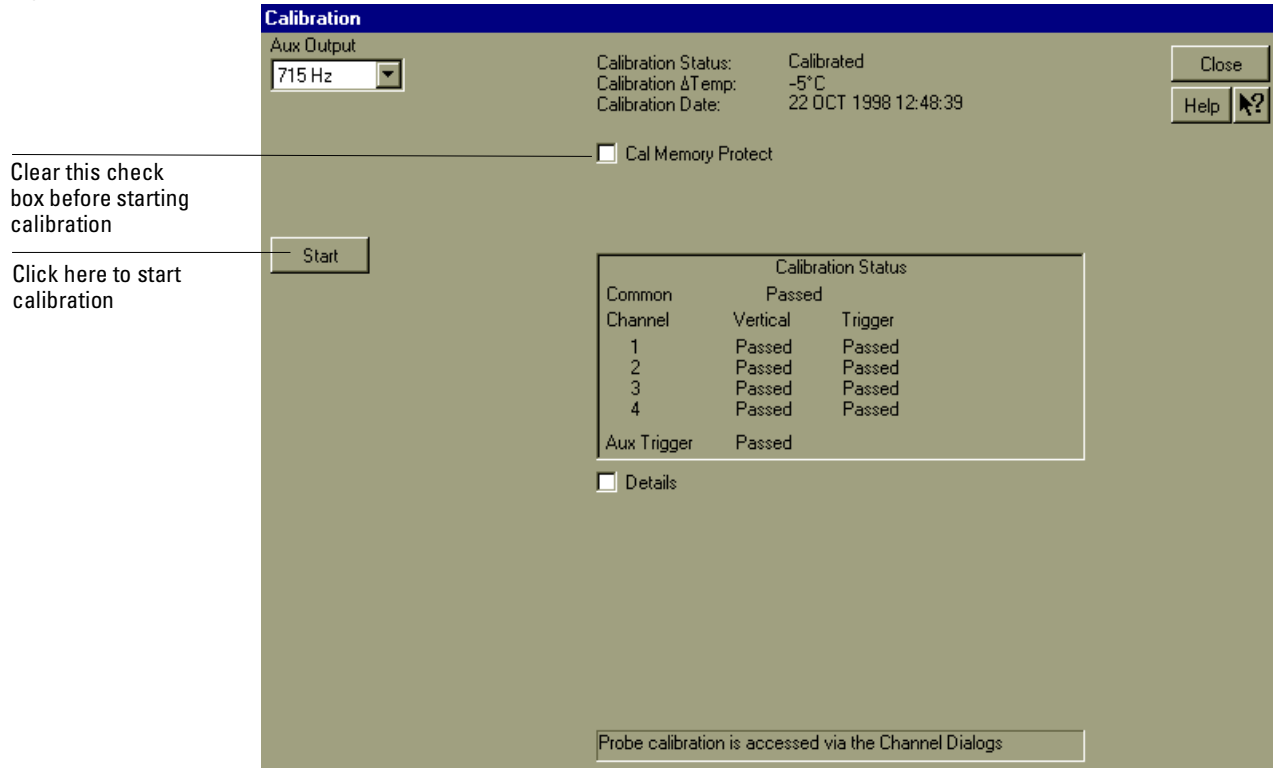 Calibration
Aux Output
715 Hz
Calibration Status: Calibrated
Calibration ΔTemp: -5°C
Calibration Date: 22 OCT 1998 12:48:39
Close
Help ?
Cal Memory Protect
Clear this check
box before starting
calibration
Start
Click here to start
calibration
Calibration Status
Common Passed
Channel Vertical Trigger
1 Passed Passed
2 Passed Passed
3 Passed Passed
4 Passed Passed
Aux Trigger Passed
Details
Probe calibration is accessed via the Channel Dialogs